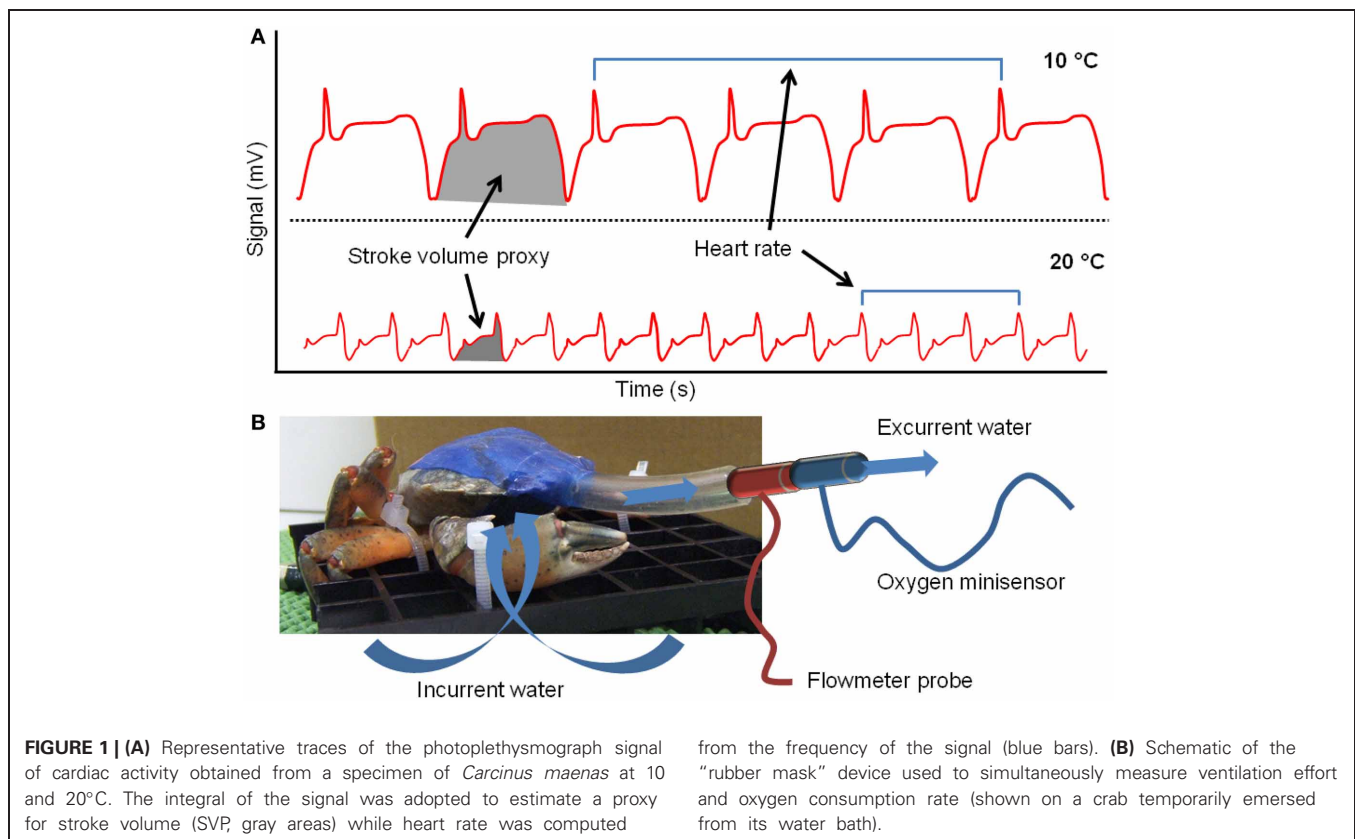 A
10 °C
Signal (mV)
Stroke volume proxy
Heart rate
20 °C
Time (s)
B
Excurrent water
Oxygen minisensor
Incurrent water
Flowmeter probe
FIGURE 1 | (A) Representative traces of the photoplethysmograph signal
of cardiac activity obtained from a specimen of Carcinus maenas at 10
and 20°C. The integral of the signal was adopted to estimate a proxy
for stroke volume (SVP, gray areas) while heart rate was computed
from the frequency of the signal (blue bars). (B) Schematic of the
“rubber mask” device used to simultaneously measure ventilation effort
and oxygen consumption rate (shown on a crab temporarily emersed
from its water bath).